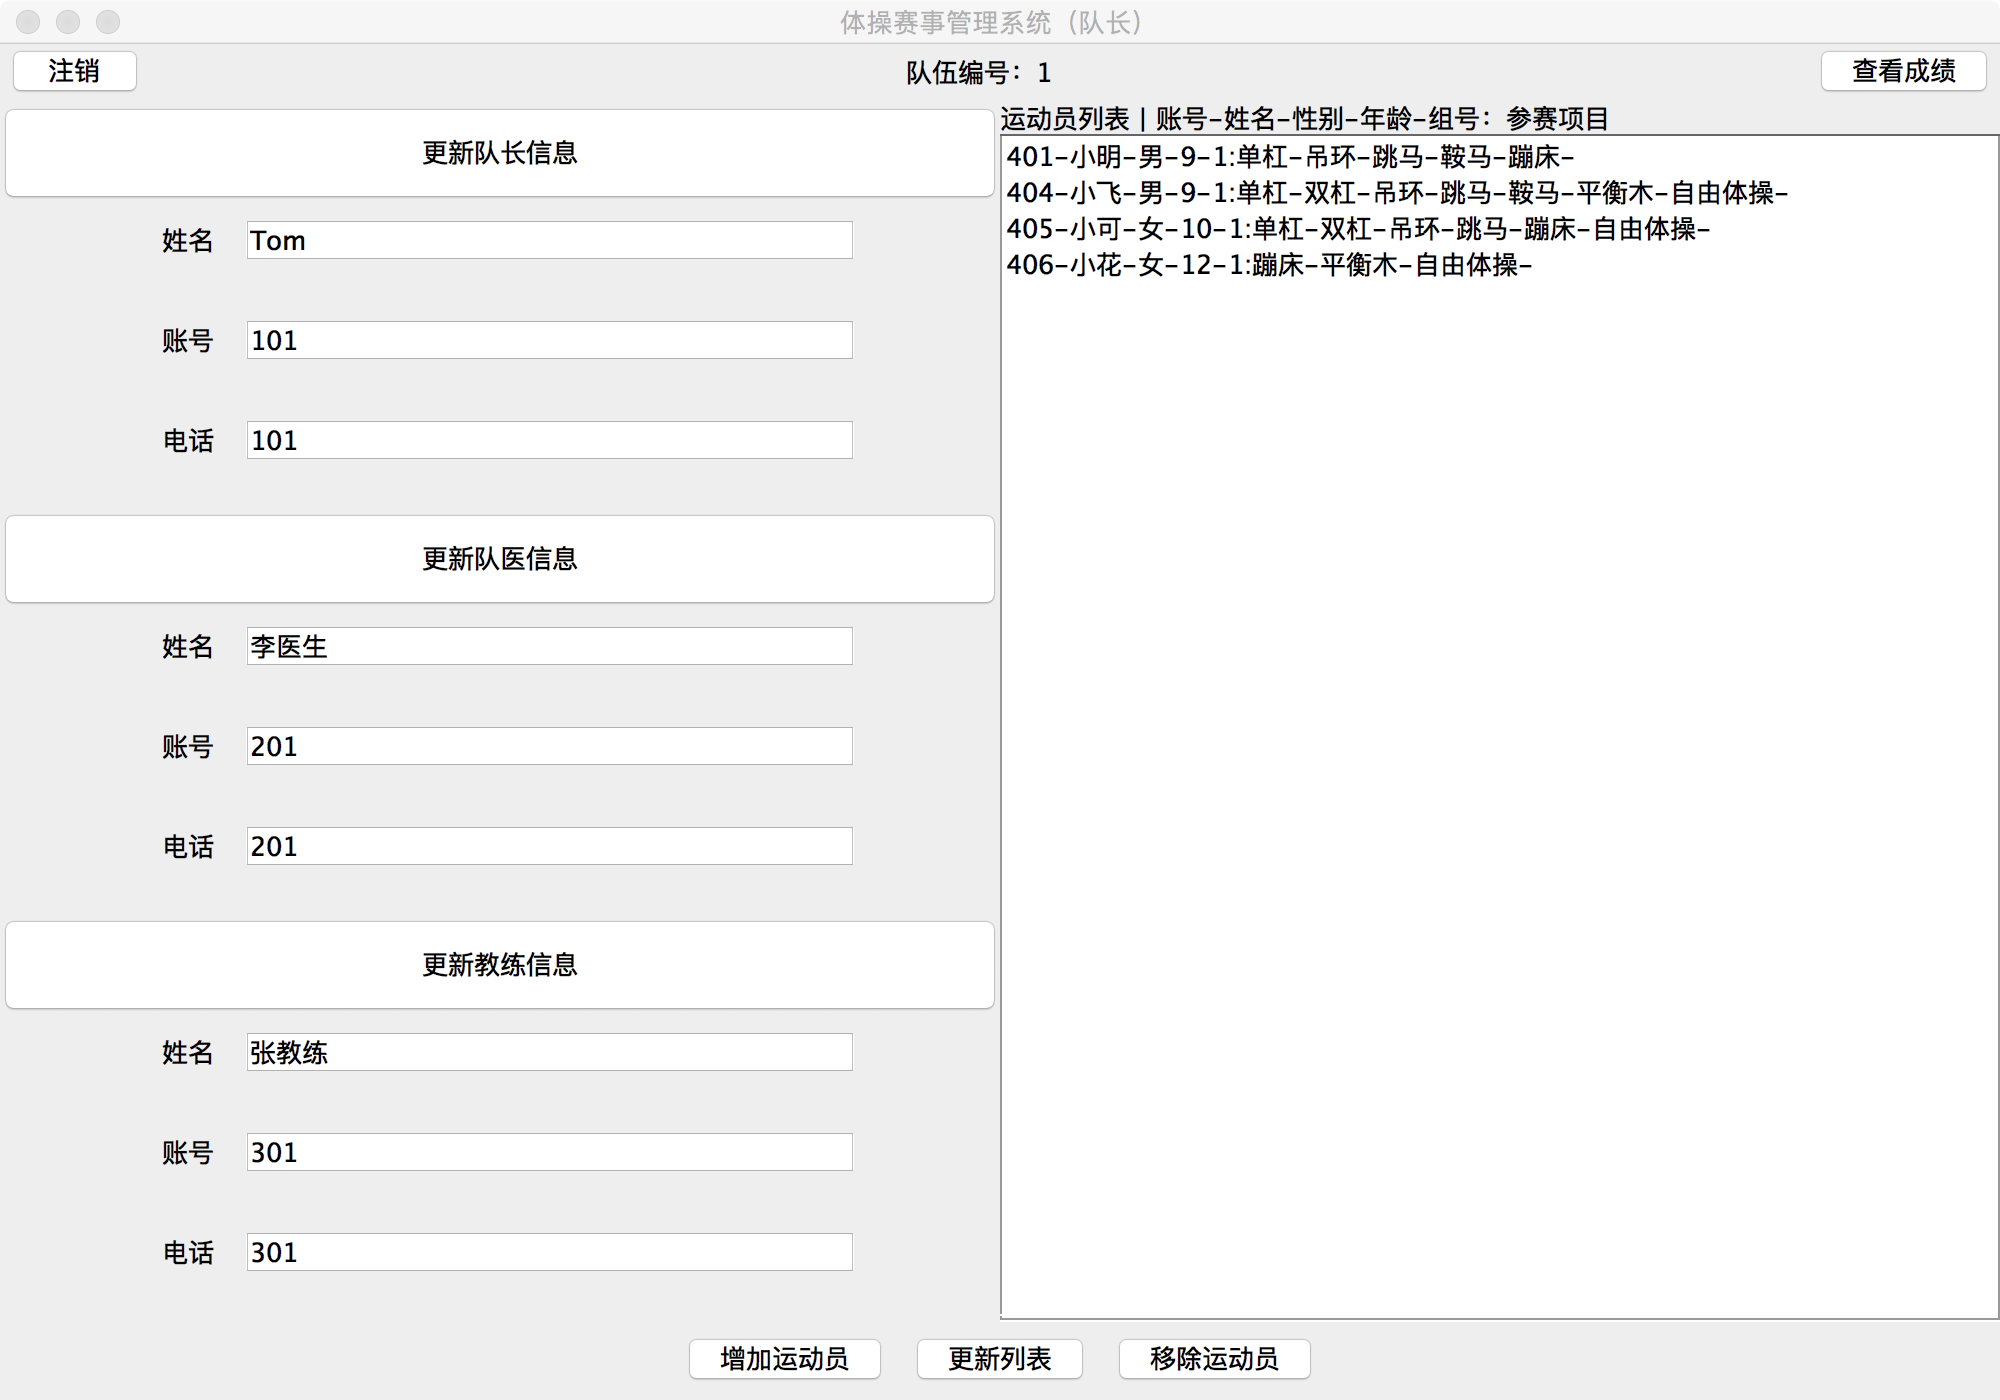 体操赛事管理系统（队长）
注销
队伍编号：1
查看成绩
更新队长信息
姓名 Tom
账号 101
电话 101
更新队医信息
姓名 李医生
账号 201
电话 201
更新教练信息
姓名 张教练
账号 301
电话 301
运动员列表 | 账号-姓名-性别-年龄-组号：参赛项目
401-小明-男-9-1:单杠-吊环-跳马-鞍马-蹦床-
404-小飞-男-9-1:单杠-双杠-吊环-跳马-鞍马-平衡木-自由体操-
405-小可-女-10-1:单杠-双杠-吊环-跳马-蹦床-自由体操-
406-小花-女-12-1:蹦床-平衡木-自由体操-
增加运动员
更新列表
移除运动员